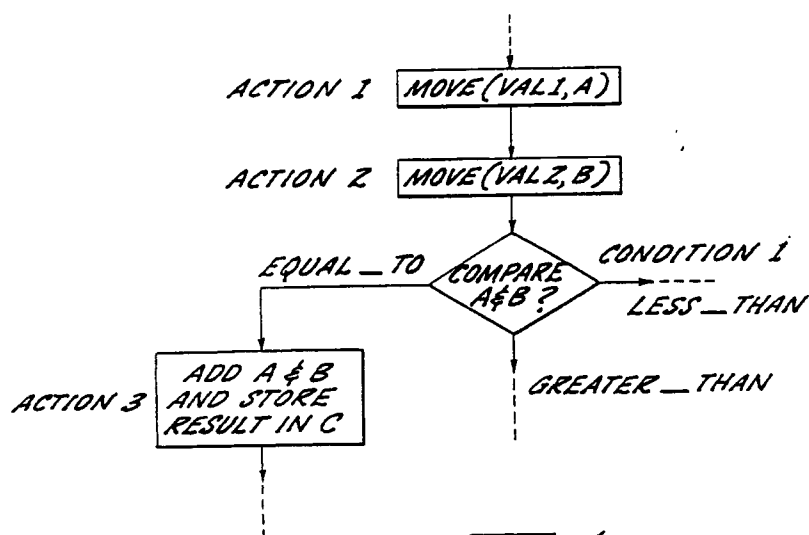 ACTION 1
MOVE(VAL1, A)
ACTION 2
MOVE(VAL2, B)
EQUAL_TO
COMPARE
A&B?
CONDITION 1
LESS_THAN
GREATER_THAN
ACTION 3
ADD A & B
AND STORE
RESULT IN C